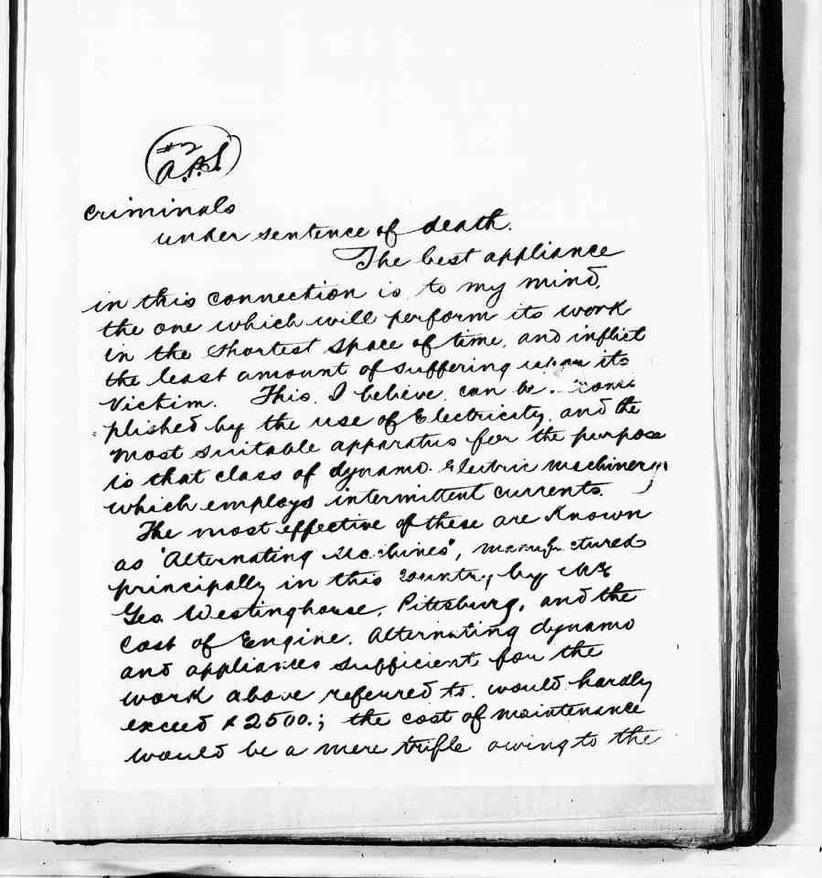 #2
A.P.S.
criminals
under sentence of death.
The best appliance
in this connection is, to my mind,
the one which will perform its work
in the shortest space of time, and inflict
the least amount of suffering upon its
Victim. This, I believe, can be
plished by the use of Electricity, and the
most suitable apparatus for the purpose
is that class of dynamo-electric machinery
which employs intermittent currents.
The most effective of these are Known
as "Alternating Machines", manufactured
principally in this country by Mr
Geo. Westinghouse, Pittsburg, and the
Cost of Engine, Alternating dynamo
and appliances sufficient for the
work above referred to, would hardly
exceed $2500.; the cost of maintenance
would be a mere trifle owing to the